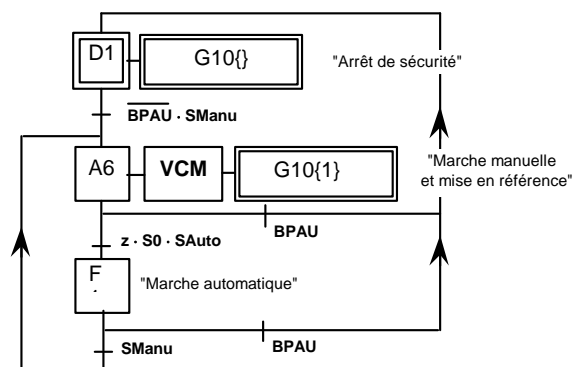 D1
G10{}
"Arrêt de sécurité"
BPAU · SManu
A6
VCM
G10{1}
"Marche manuelle
et mise en référence"
BPAU
z · S0 · SAuto
F
"Marche automatique"
SManu
BPAU